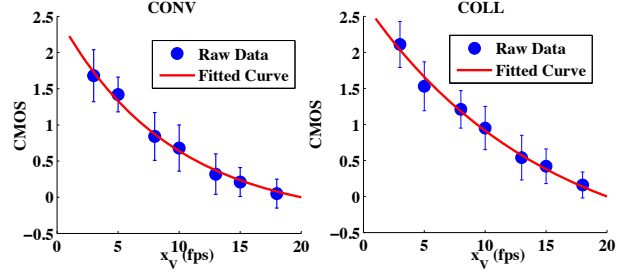 CONV
2.5
2
1.5
1
0.5
0
−0.5
0
5
10
15
20
CMOS
x_V (fps)
Raw Data
Fitted Curve
COLL
2.5
2
1.5
1
0.5
0
−0.5
0
5
10
15
20
CMOS
x_V (fps)
Raw Data
Fitted Curve